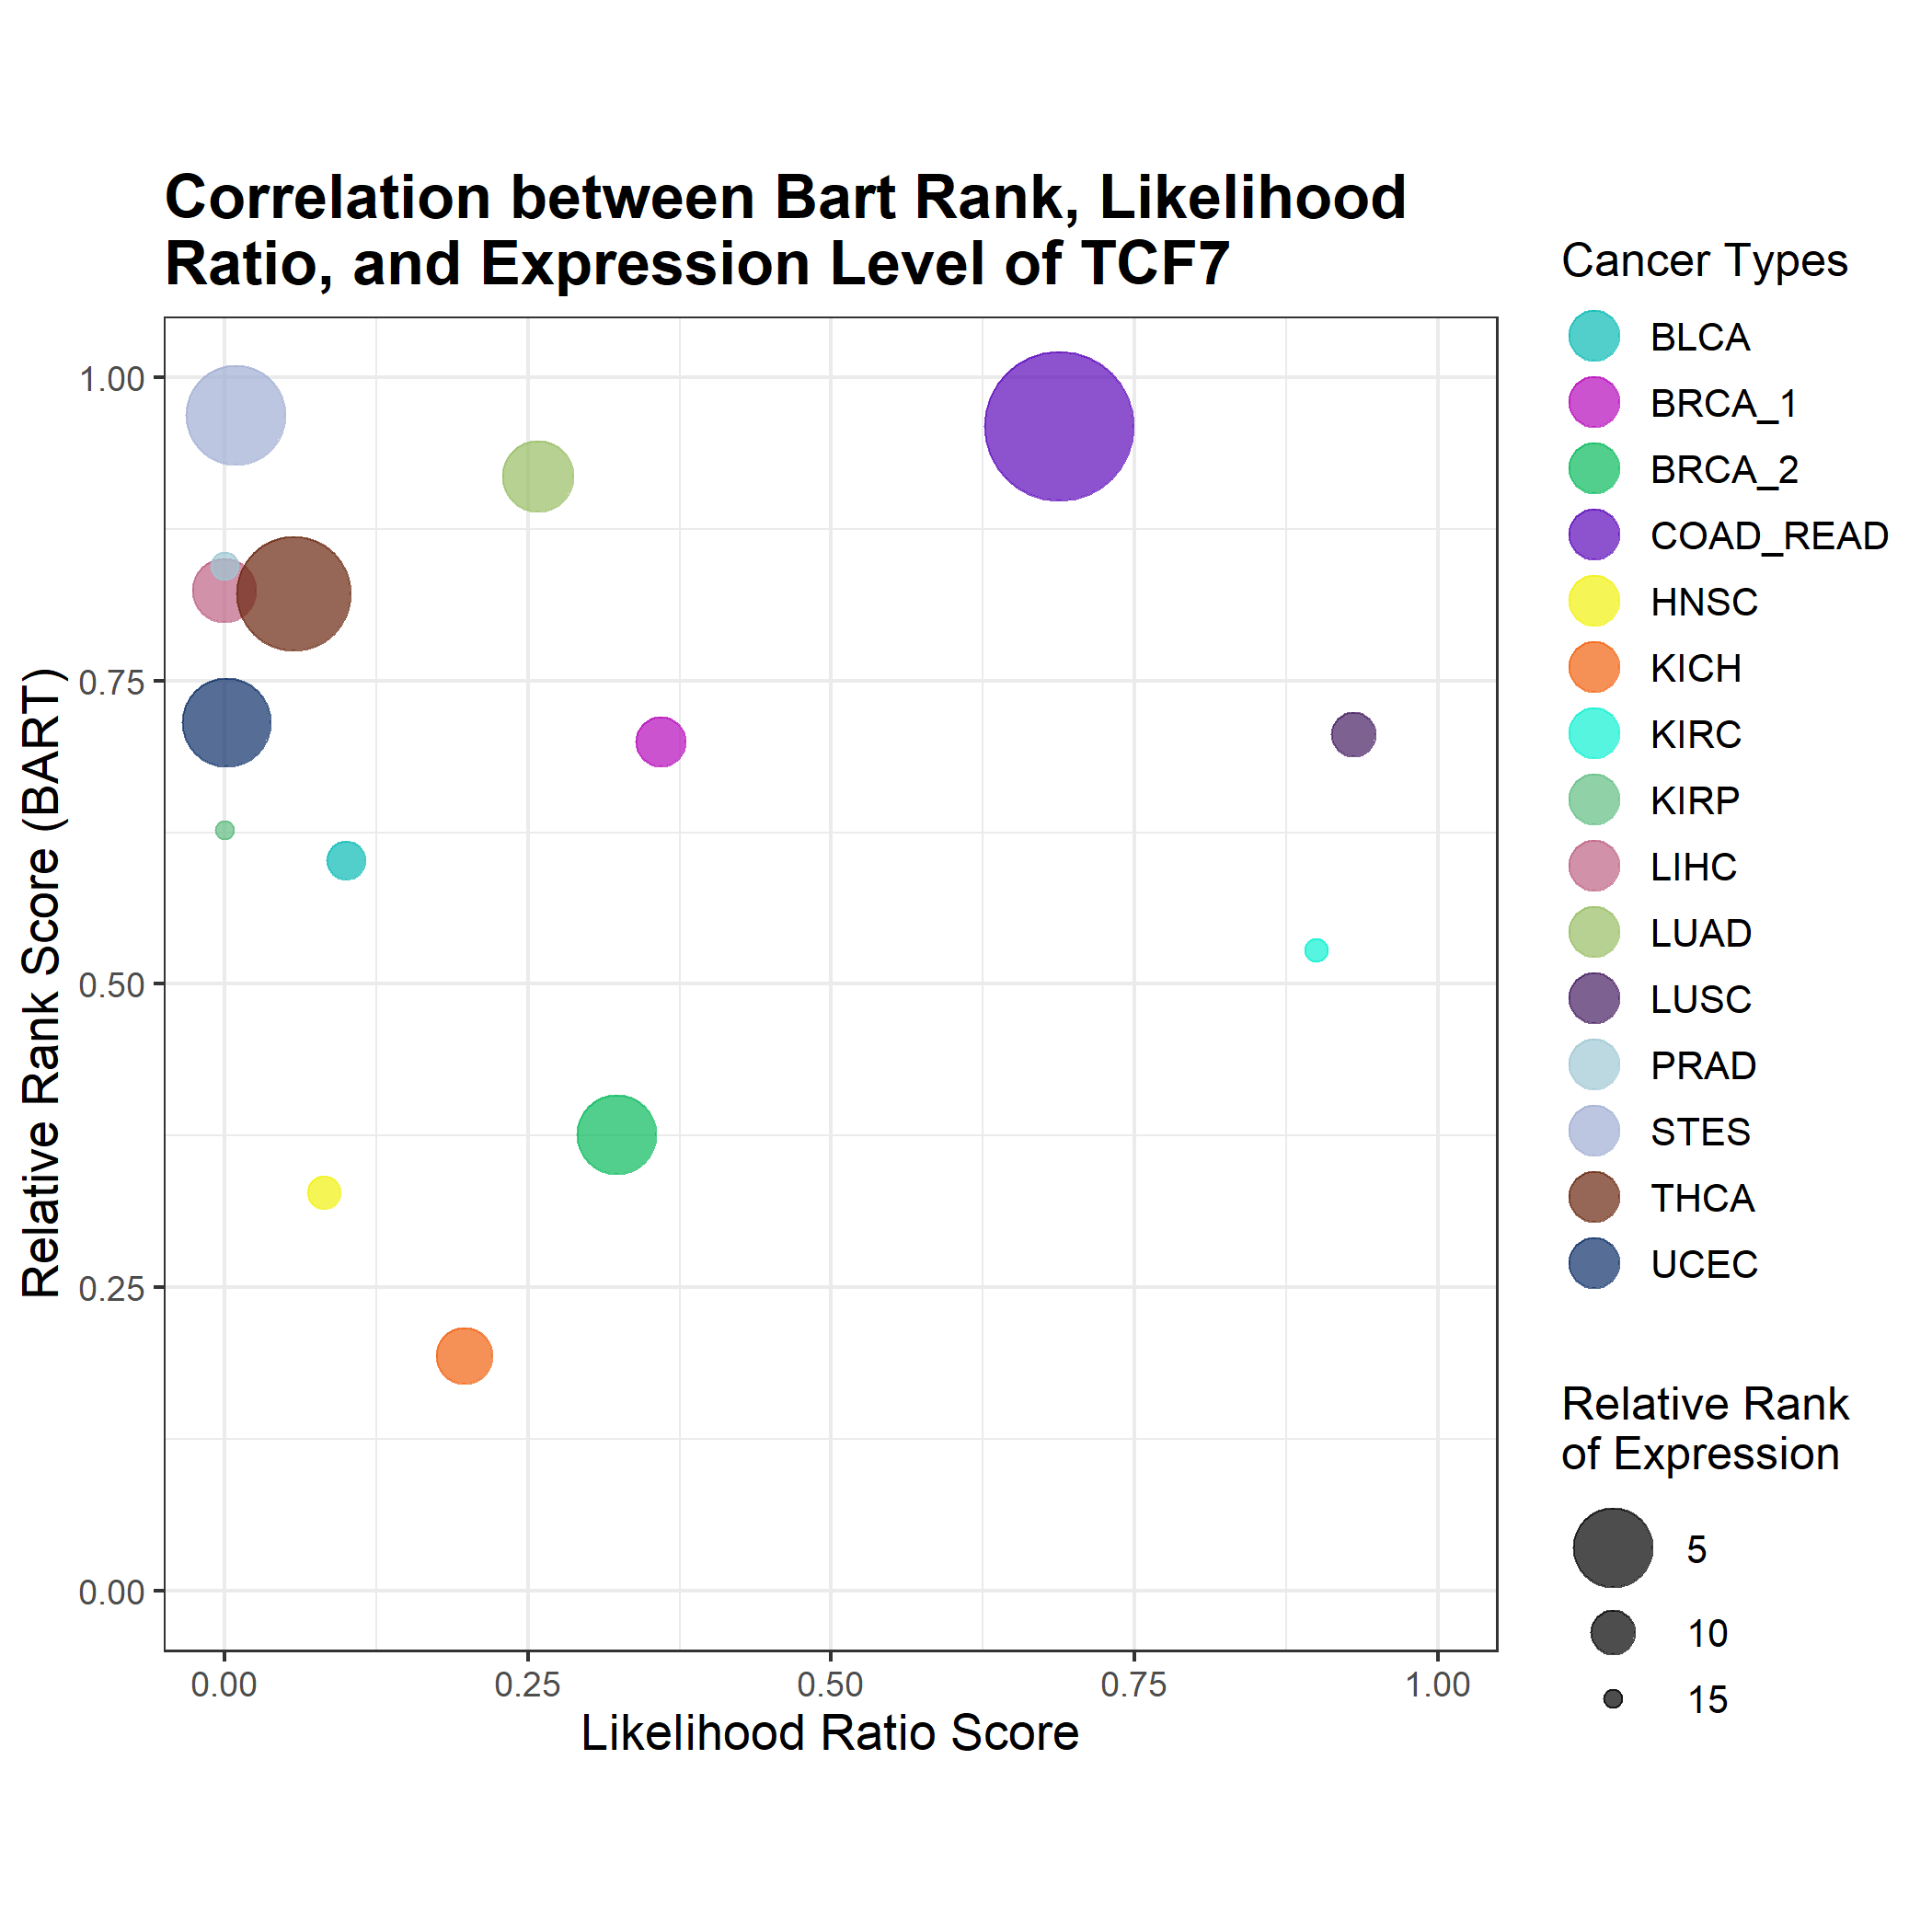 Correlation between Bart Rank, Likelihood
Ratio, and Expression Level of TCF7
Relative Rank Score (BART)
1.00
0.75
0.50
0.25
0.00
0.00
0.25
0.50
0.75
1.00
Likelihood Ratio Score
Cancer Types
BLCA
BRCA_1
BRCA_2
COAD_READ
HNSC
KICH
KIRC
KIRP
LIHC
LUAD
LUSC
PRAD
STES
THCA
UCEC
Relative Rank
of Expression
5
10
15